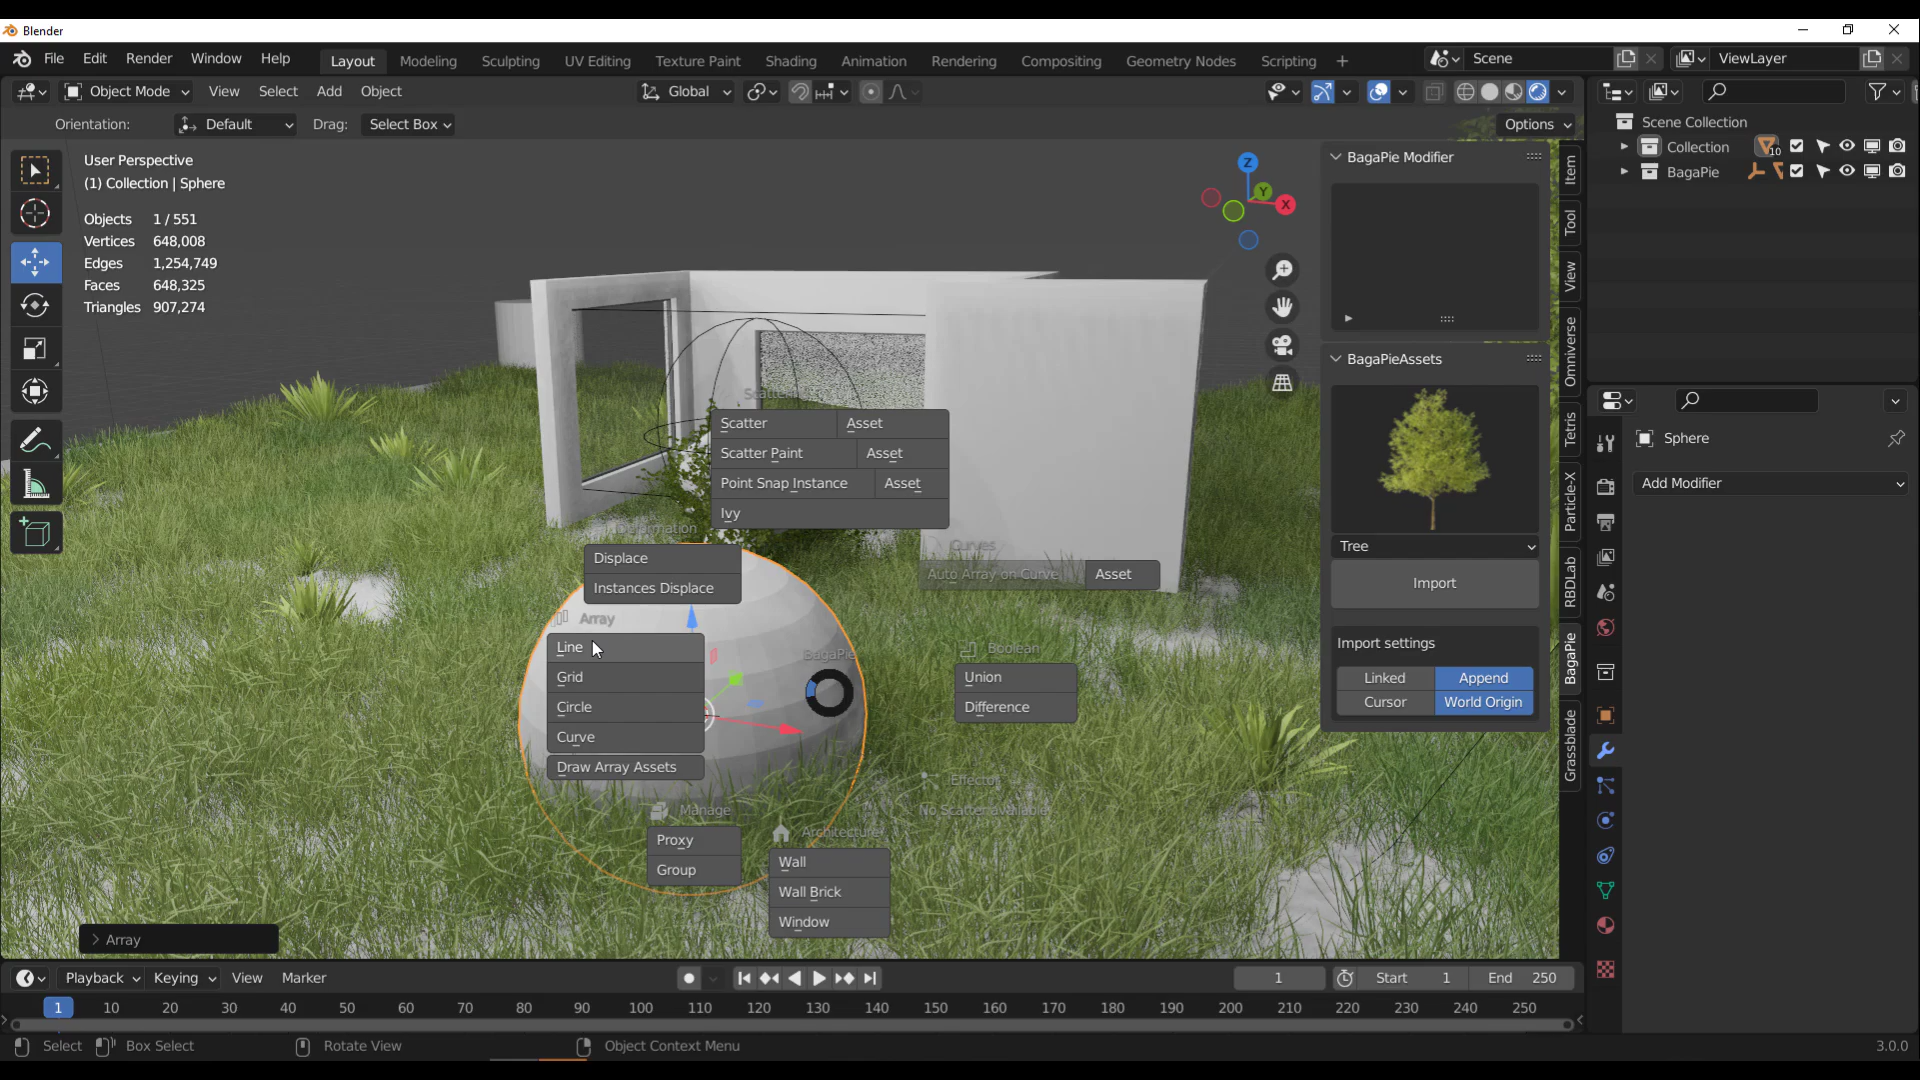 Blender
File Edit Render Window Help Layout Modeling Sculpting UV Editing Texture Paint Shading Animation Rendering Compositing Geometry Nodes Scripting + Scene ViewLayer
Object Mode View Select Add Object Global
Orientation: Default Drag: Select Box Options
User Perspective
(1) Collection | Sphere
Objects 1 / 551
Vertices 648,008
Edges 1,254,749
Faces 648,325
Triangles 907,274
Z
Y
X
Scatter
Scatter Asset
Scatter Paint Asset
Point Snap Instance Asset
Ivy
Deformation
Displace
Instances Displace
Curves
Auto Array on Curve Asset
Array
Line
Grid
Circle
Curve
Draw Array Assets
BagaPie
Boolean
Union
Difference
Effector
No Scatter available
Manage
Proxy
Group
Architecture
Wall
Wall Brick
Window
> Array
BagaPie Modifier
BagaPieAssets
Tree
Import
Import settings
Linked Append
Cursor World Origin
Item
Tool
View
Omniverse
Tetris
Particle-X
RBDLab
BagaPie
Grassblade
Scene Collection
Collection 10
BagaPie
Sphere
Add Modifier
Playback Keying View Marker 1 Start 1 End 250
1 10 20 30 40 50 60 70 80 90 100 110 120 130 140 150 160 170 180 190 200 210 220 230 240 250
Select Box Select Rotate View Object Context Menu 3.0.0